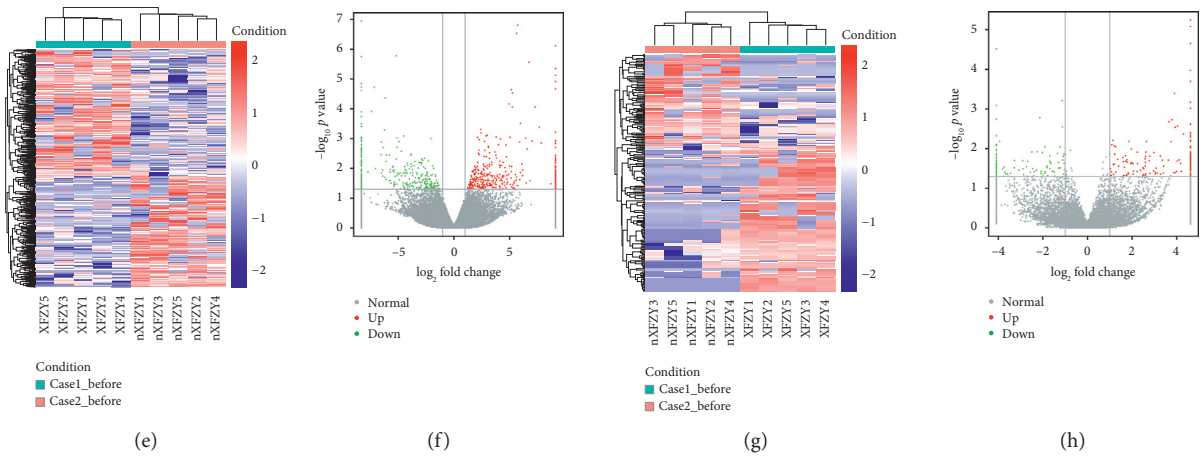 Condition
2
1
0
−1
−2
XFZY5
XFZY3
XFZY1
XFZY2
XFZY4
nXFZY1
nXFZY3
nXFZY5
nXFZY2
nXFZY4
Condition
Case1_before
Case2_before
(e)
7
6
5
4
3
2
1
0
−log10 p value
−5
0
5
log2 fold change
Normal
Up
Down
(f)
Condition
2
1
0
−1
−2
nXFZY3
nXFZY5
nXFZY1
nXFZY2
nXFZY4
XFZY1
XFZY2
XFZY5
XFZY3
XFZY4
Condition
Case1_before
Case2_before
(g)
5
4
3
2
1
0
−log10 p value
−4
−2
0
2
4
log2 fold change
Normal
Up
Down
(h)